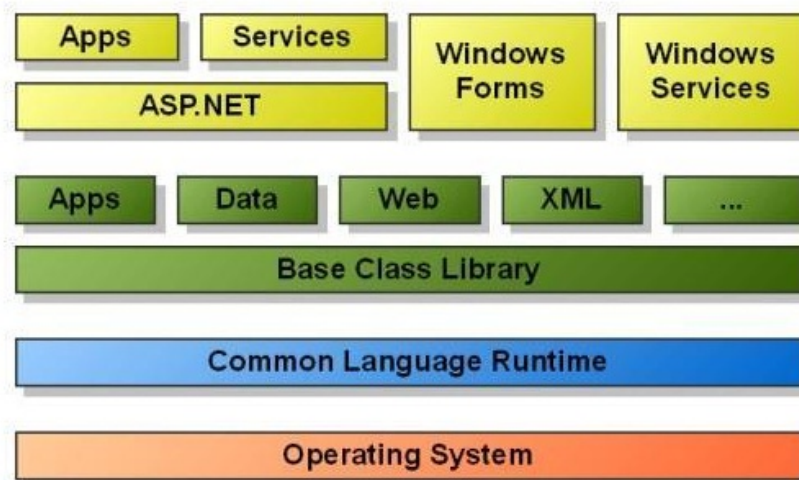 Apps
Services
Windows
Forms
Windows
Services
ASP.NET
Apps
Data
Web
XML
...
Base Class Library
Common Language Runtime
Operating System